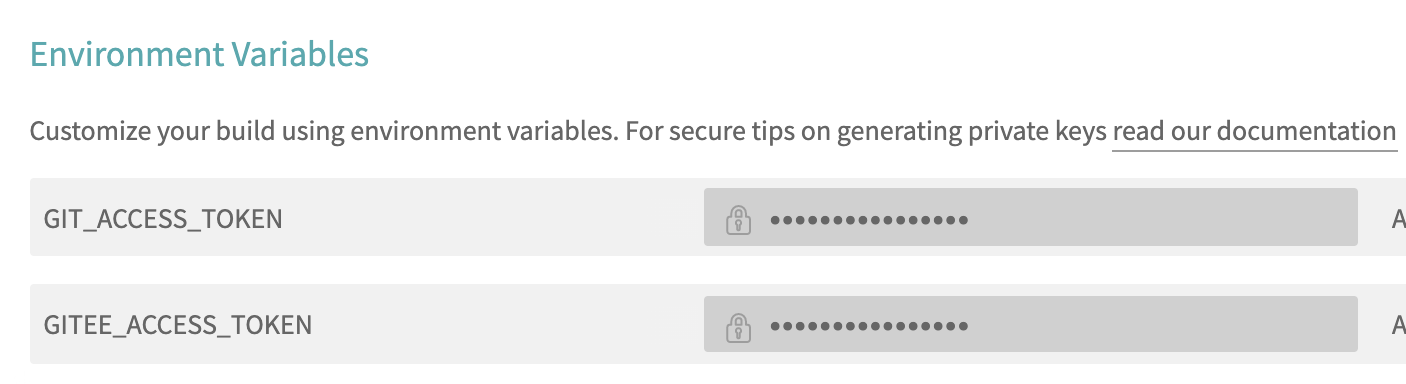 Environment Variables
Customize your build using environment variables. For secure tips on generating private keys read our documentation
GIT_ACCESS_TOKEN •••••••••••••••• A
GITEE_ACCESS_TOKEN •••••••••••••••• A